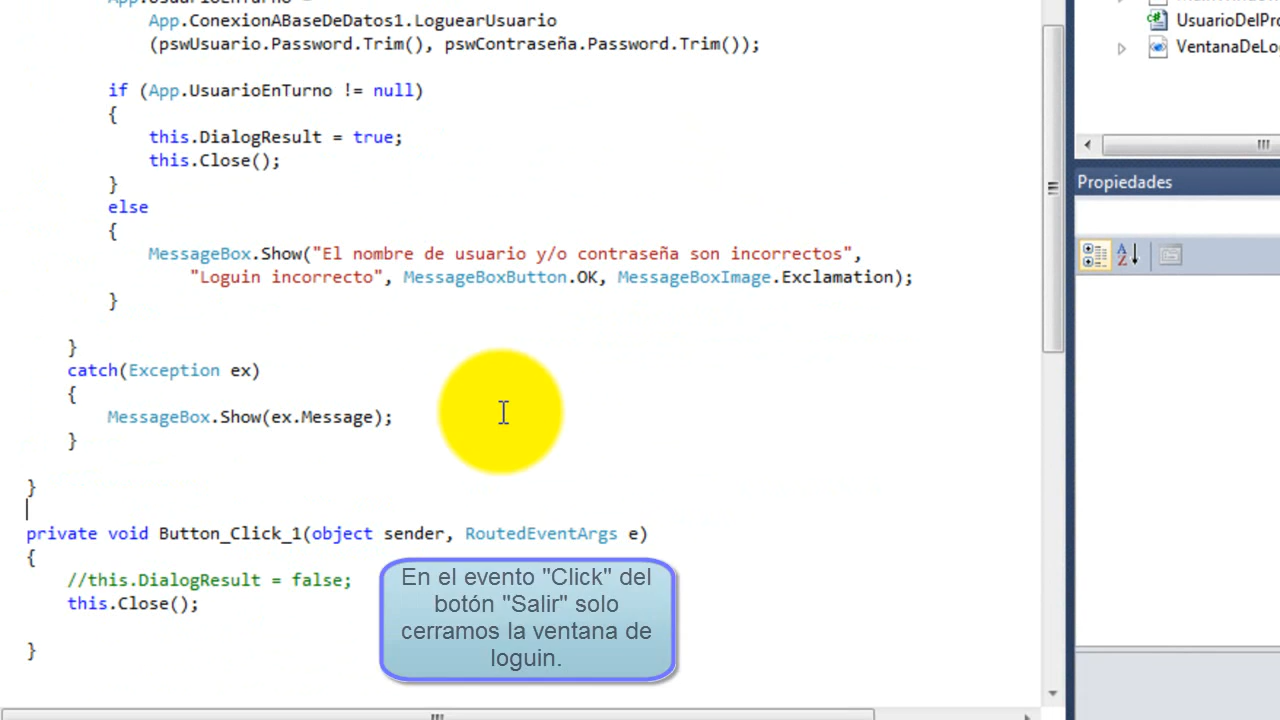 App.ConexionABaseDeDatos1.LoguearUsuario
(pswUsuario.Password.Trim(), pswContraseña.Password.Trim());
if (App.UsuarioEnTurno != null)
{
this.DialogResult = true;
this.Close();
}
else
{
MessageBox.Show("El nombre de usuario y/o contraseña son incorrectos",
"Loguin incorrecto", MessageBoxButton.OK, MessageBoxImage.Exclamation);
}
}
catch(Exception ex)
{
MessageBox.Show(ex.Message);
}
}
private void Button_Click_1(object sender, RoutedEventArgs e)
{
//this.DialogResult = false;
this.Close();
}
En el evento "Click" del
botón "Salir" solo
cerramos la ventana de
loguin.
UsuarioDelPro
VentanaDeLo
Propiedades